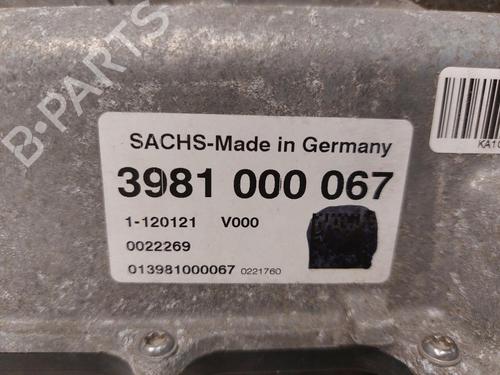 B-PARTS
SACHS-Made in Germany
3981 000 067
1-120121 V000
0022269
013981000067 0221760